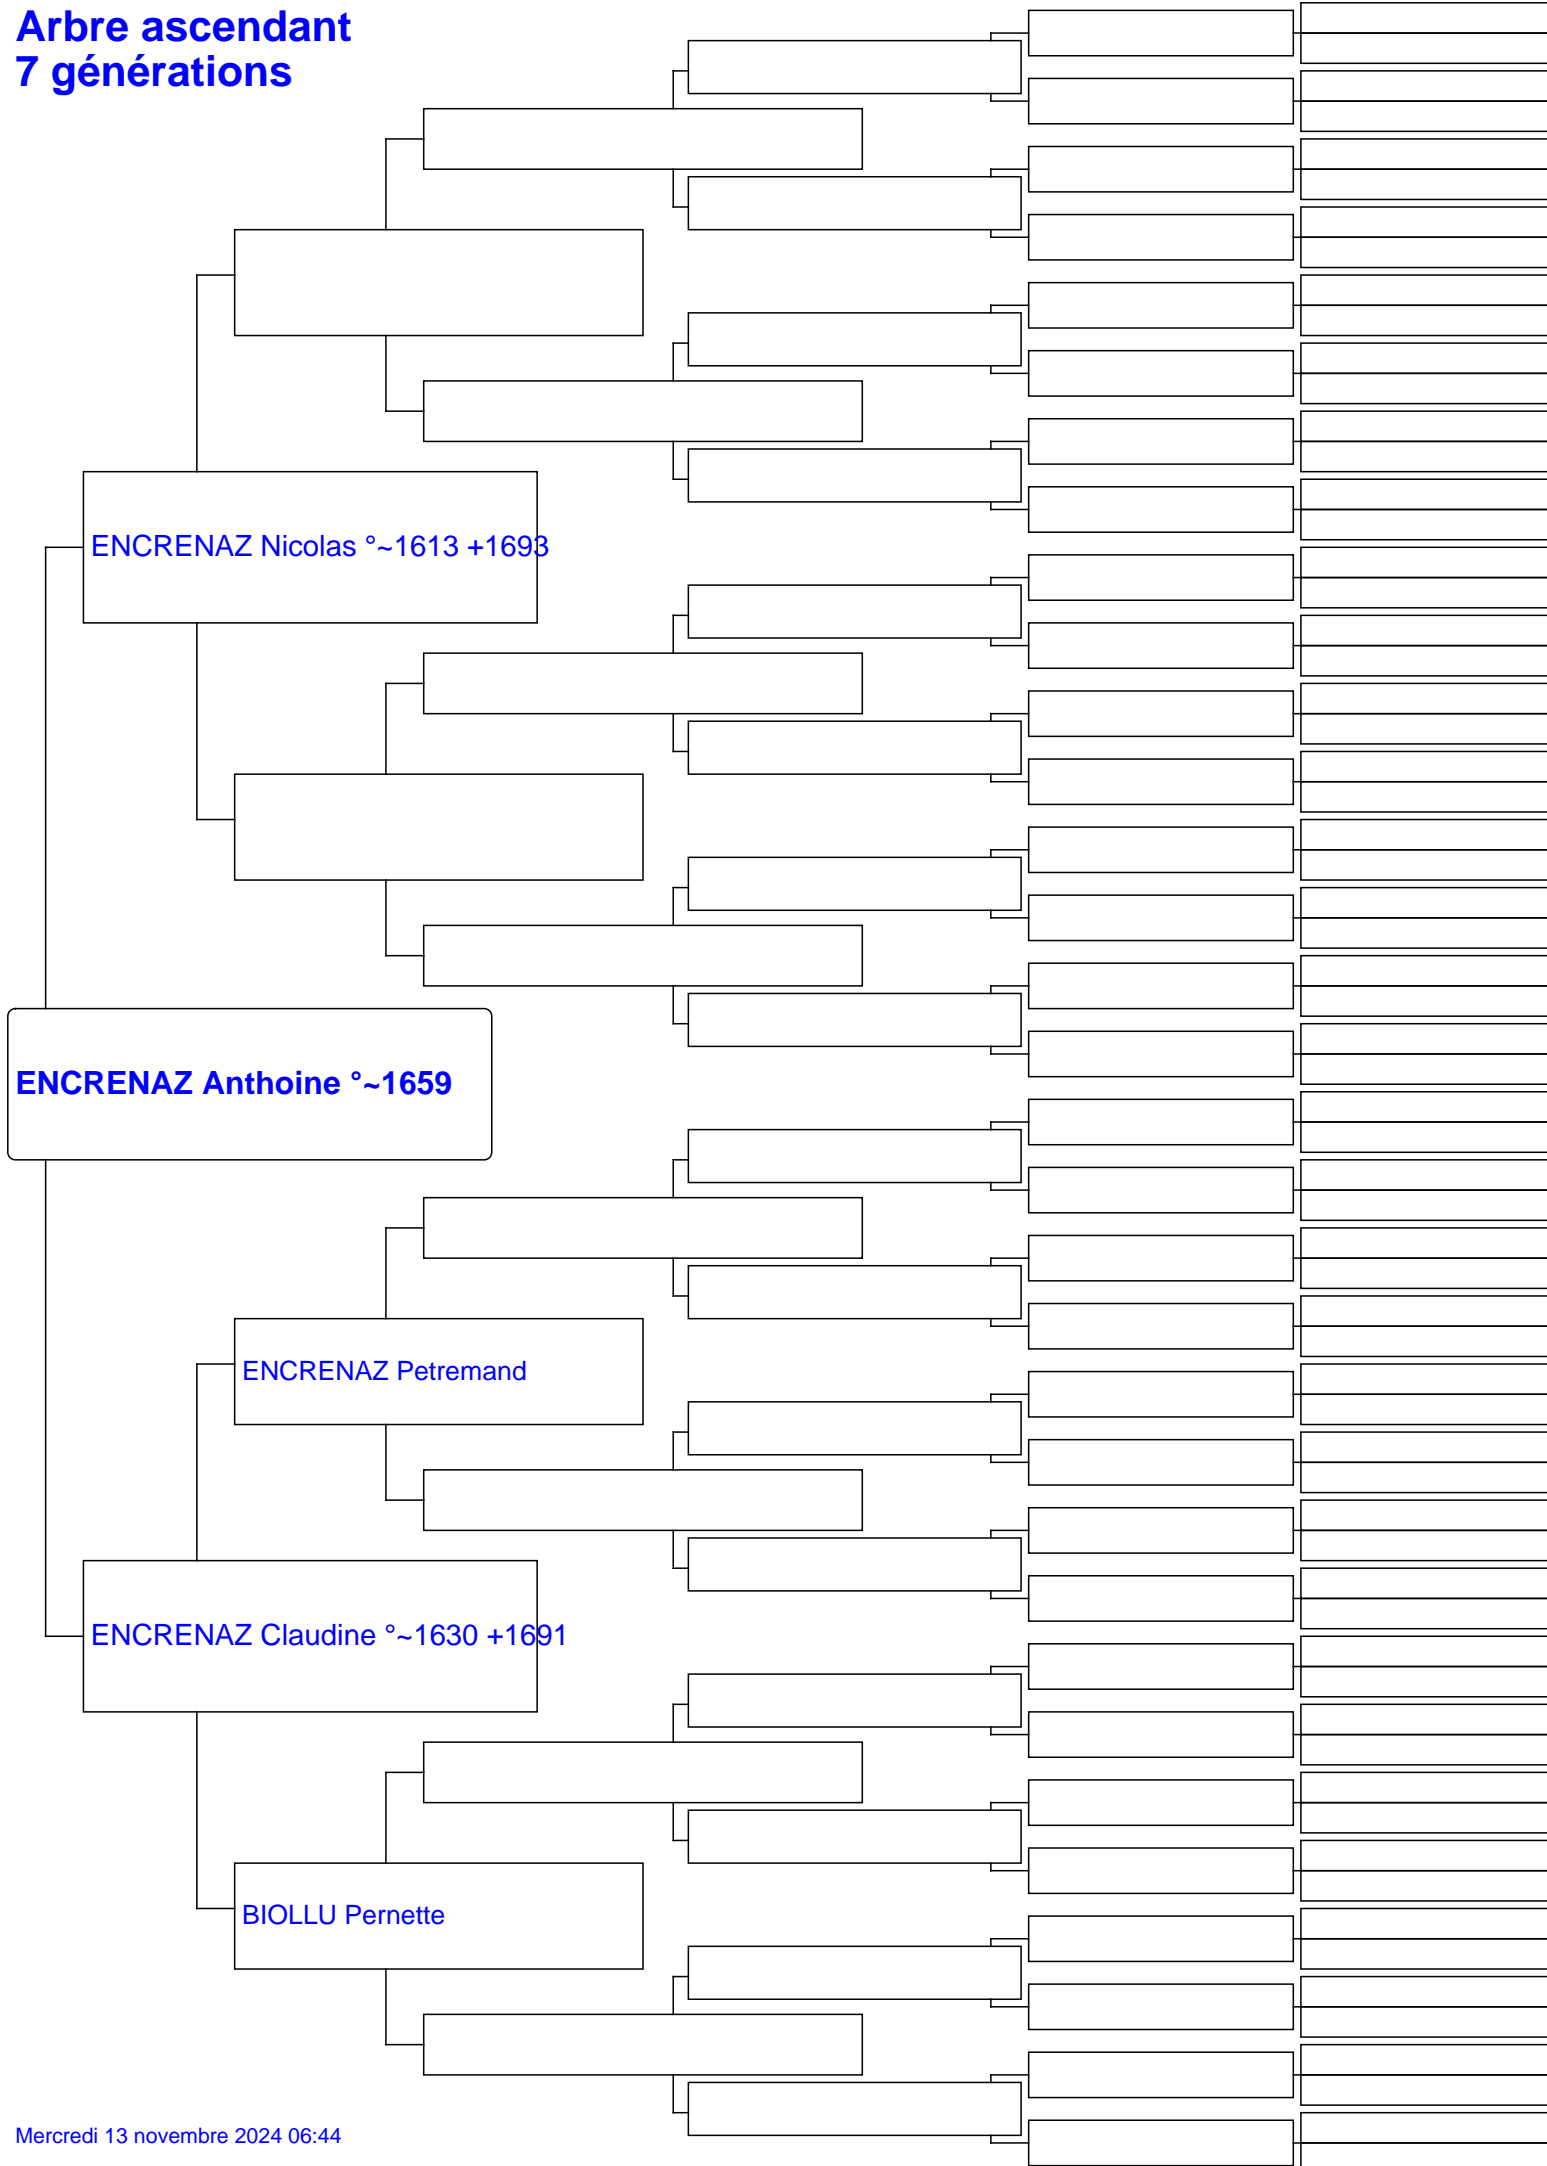 Arbre ascendant
7 générations
ENCRENAZ Nicolas °~1613 +1693
ENCRENAZ Anthoine °~1659
ENCRENAZ Petremand
ENCRENAZ Claudine °~1630 +1691
BIOLLU Pernette
Mercredi 13 novembre 2024 06:44